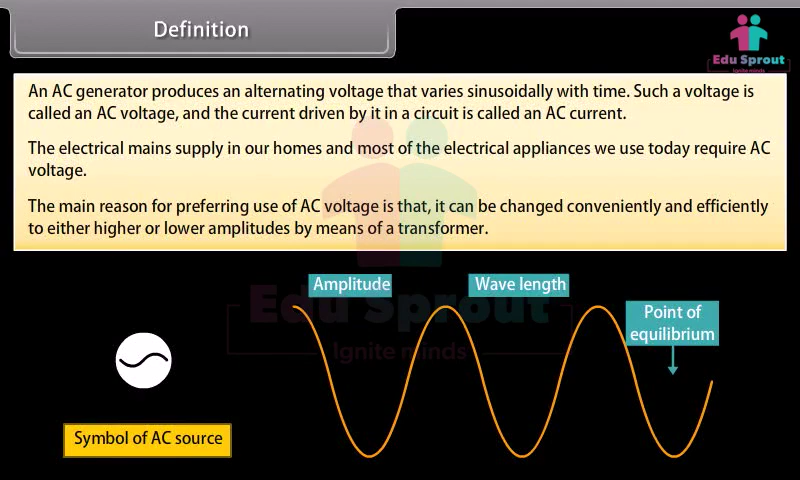 Definition
Edu Sprout
Ignite minds
An AC generator produces an alternating voltage that varies sinusoidally with time. Such a voltage is
called an AC voltage, and the current driven by it in a circuit is called an AC current.
The electrical mains supply in our homes and most of the electrical appliances we use today require AC
voltage.
The main reason for preferring use of AC voltage is that, it can be changed conveniently and efficiently
to either higher or lower amplitudes by means of a transformer.
Amplitude
Wave length
Point of
equilibrium
Edu Sprout
Ignite minds
Symbol of AC source